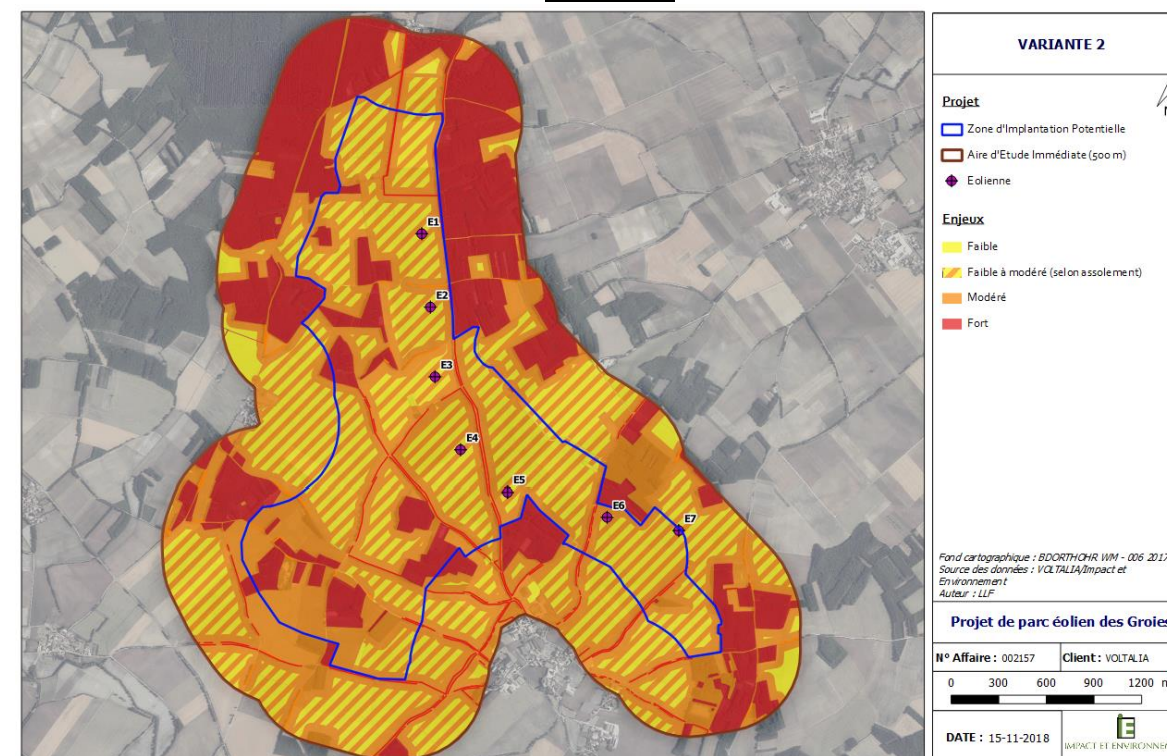 VARIANTE 2
Projet
Zone d'Implantation Potentielle
Aire d'Etude Immédiate (500 m)
Eolienne
Enjeux
Faible
Faible à modéré (selon assolement)
Modéré
Fort
E1
E2
E3
E4
E5
E6
E7
Fond cartographique : BDORTHOHR WM - 006 2017
Source des données : VOLTALIA/Impact et
Environnement
Auteur : LLF
Projet de parc éolien des Groies
N° Affaire : 002157
Client : VOLTALIA
0 300 600 900 1200 m
DATE : 15-11-2018